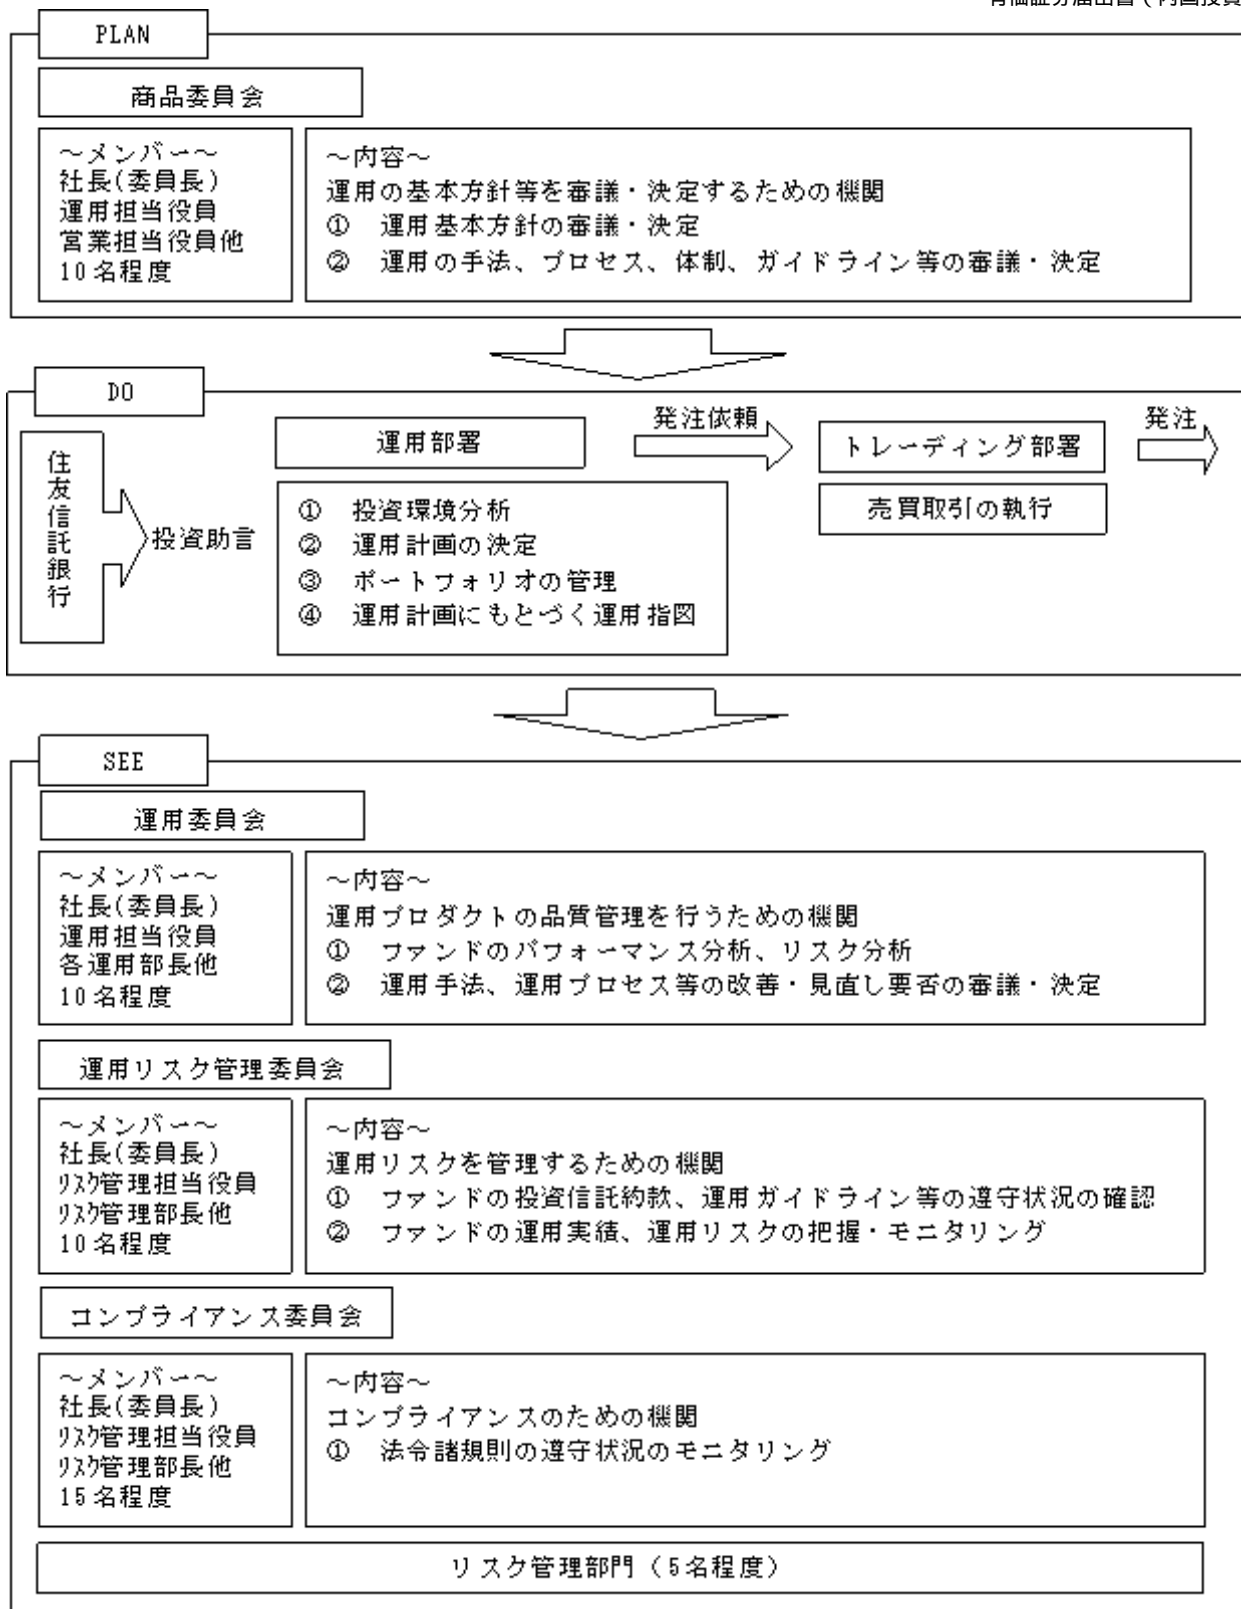 PLAN
商品委員会
～メンバー～
社長(委員長)
運用担当役員
営業担当役員他
10名程度
～内容～
運用の基本方針等を審議・決定するための機関
① 運用基本方針の審議・決定
② 運用の手法、プロセス、体制、ガイドライン等の審議・決定
DO
住友信託銀行
投資助言
運用部署
① 投資環境分析
② 運用計画の決定
③ ポートフォリオの管理
④ 運用計画にもとづく運用指図
発注依頼
トレーディング部署
売買取引の執行
発注
SEE
運用委員会
～メンバー～
社長(委員長)
運用担当役員
各運用部長他
10名程度
～内容～
運用プロダクトの品質管理を行うための機関
① ファンドのパフォーマンス分析、リスク分析
② 運用手法、運用プロセス等の改善・見直し要否の審議・決定
運用リスク管理委員会
～メンバー～
社長(委員長)
ﾘｽｸ管理担当役員
ﾘｽｸ管理部長他
10名程度
～内容～
運用リスクを管理するための機関
① ファンドの投資信託約款、運用ガイドライン等の遵守状況の確認
② ファンドの運用実績、運用リスクの把握・モニタリング
コンプライアンス委員会
～メンバー～
社長(委員長)
ﾘｽｸ管理担当役員
ﾘｽｸ管理部長他
15名程度
～内容～
コンプライアンスのための機関
① 法令諸規則の遵守状況のモニタリング
リスク管理部門（5名程度）